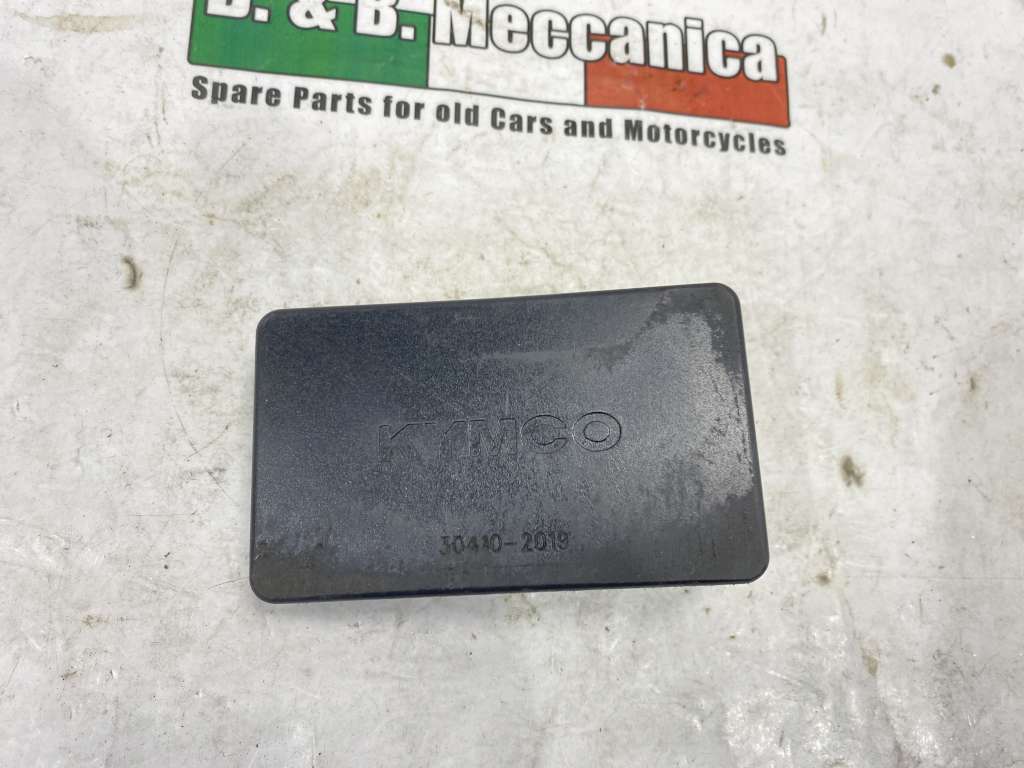 B. & B. Meccanica
Spare Parts for old Cars and Motorcycles
KYMCO
30410-2019